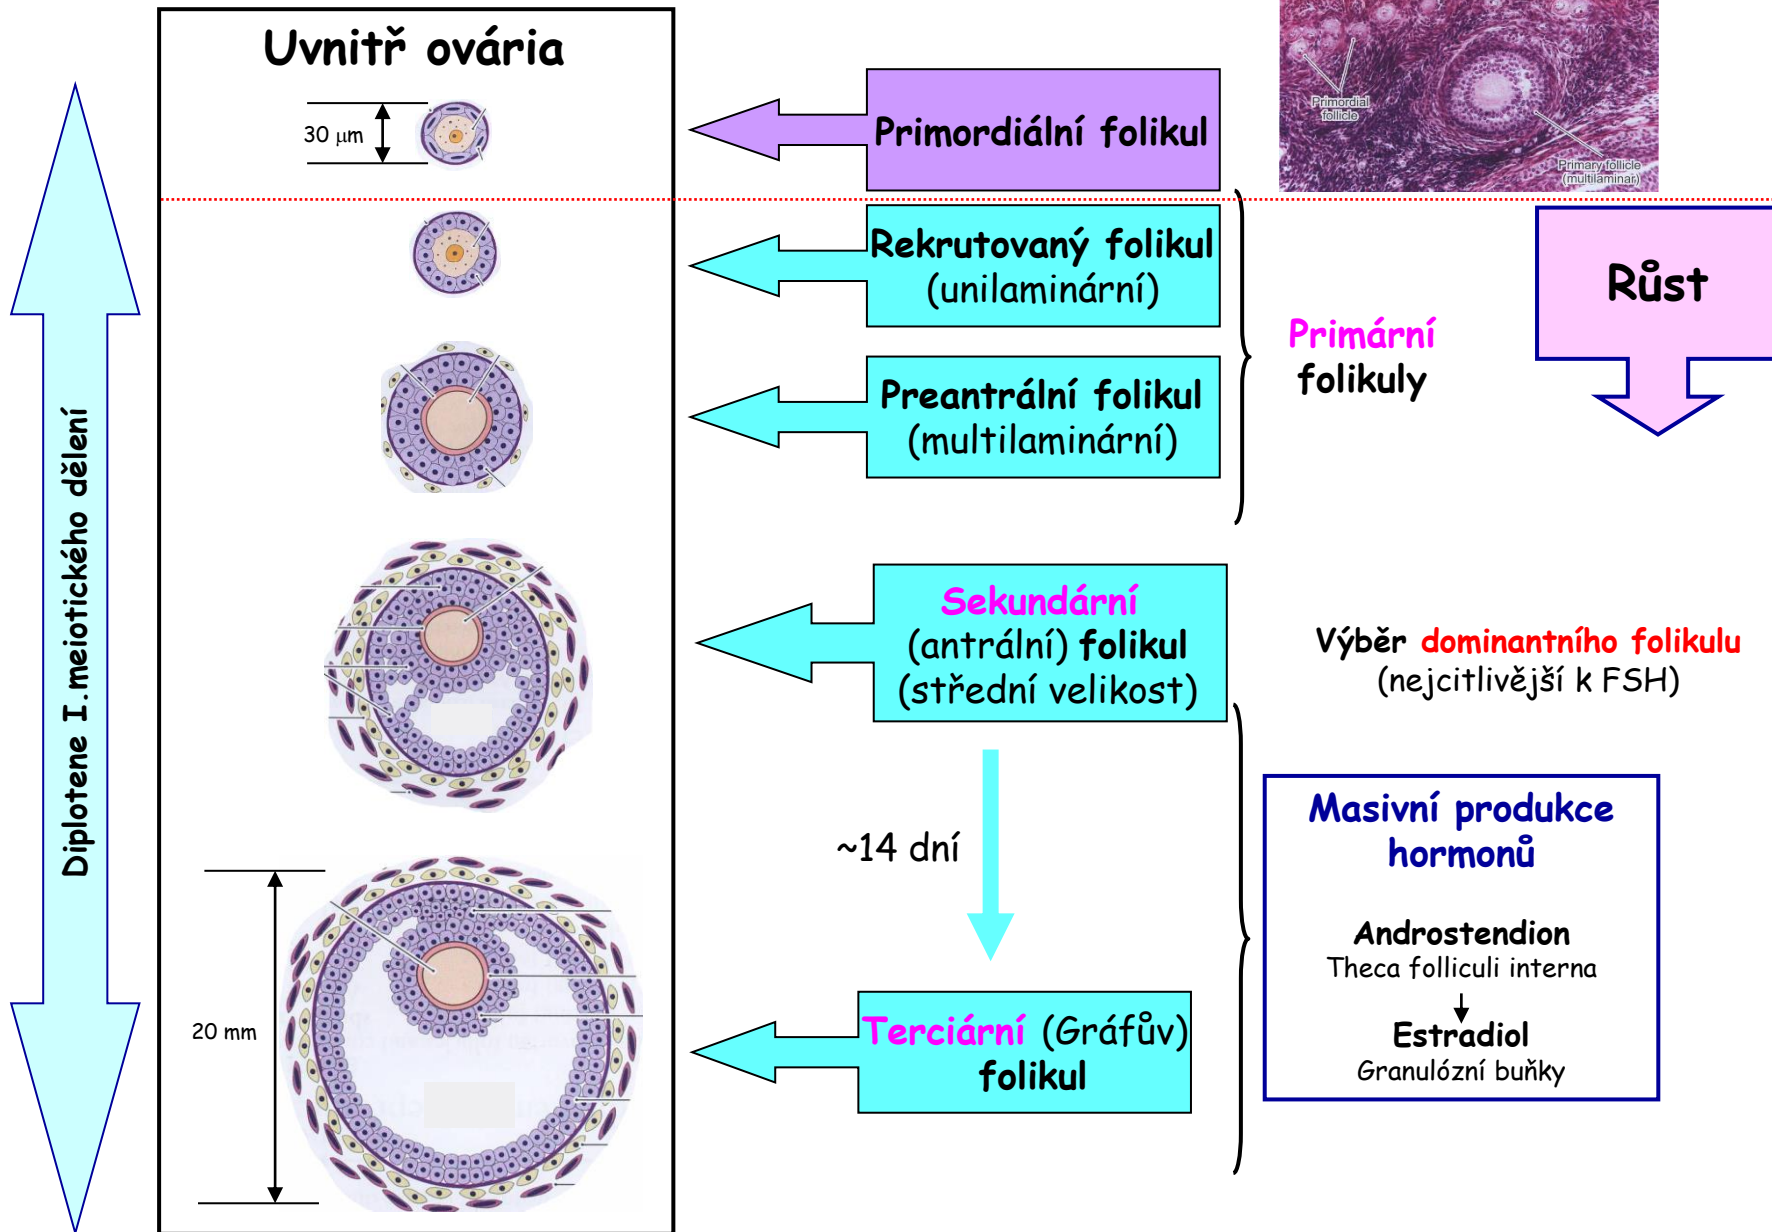 Uvnitř ovária
30 μm
Primordiální folikul
Primordial
follicle
Primary follicle
(multilaminar)
Rekrutovaný folikul
(unilaminární)
Růst
Primární
folikuly
Preantrální folikul
(multilaminární)
Diplotene I.meiotického dělení
Sekundární
(antrální) folikul
(střední velikost)
Výběr dominantního folikulu
(nejcitlivější k FSH)
~14 dní
Masivní produkce
hormonů
Androstendion
Theca folliculi interna
Estradiol
Granulózní buňky
20 mm
Terciární (Gráfův)
folikul